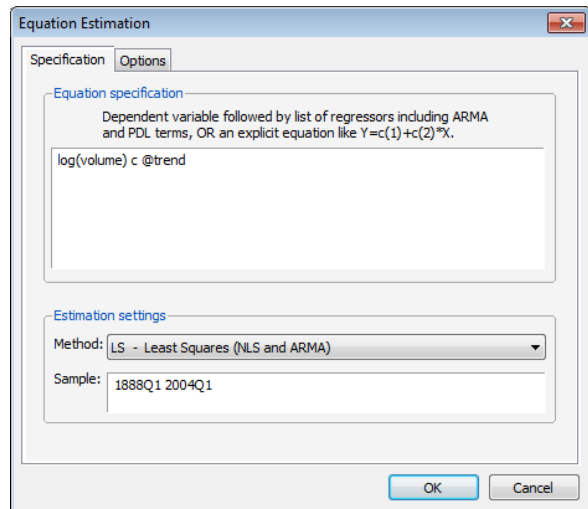 Equation Estimation
Specification Options
Equation specification
Dependent variable followed by list of regressors including ARMA
and PDL terms, OR an explicit equation like Y=c(1)+c(2)*X.
log(volume) c @trend
Estimation settings
Method: LS - Least Squares (NLS and ARMA)
Sample: 1888Q1 2004Q1
OK Cancel